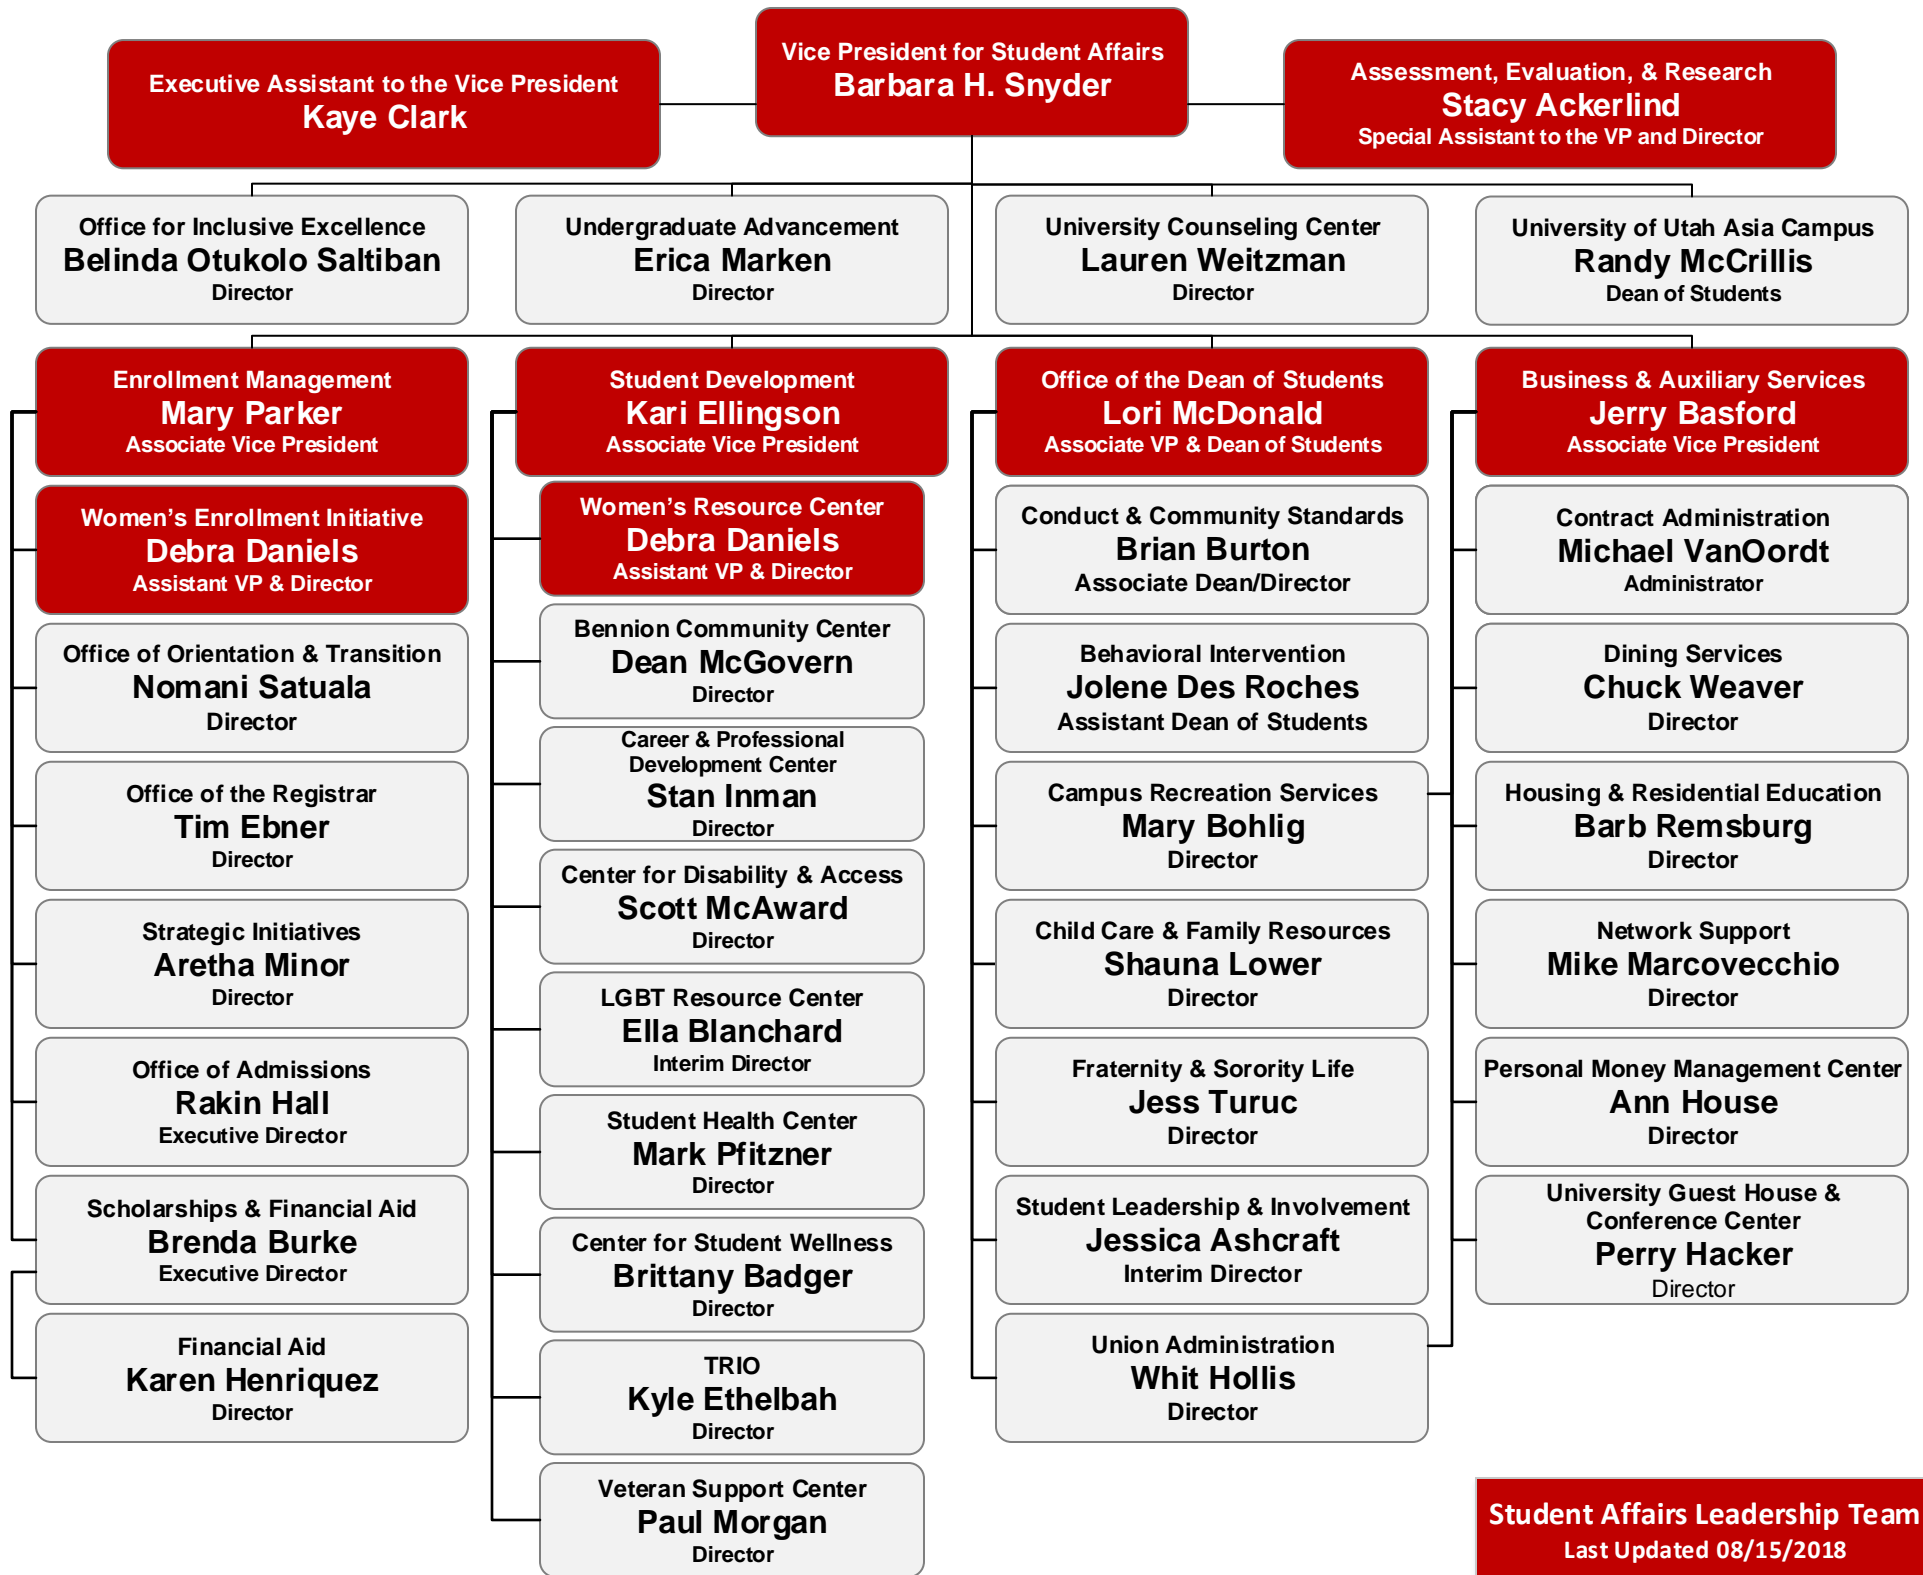 Vice President for Student Affairs
Barbara H. Snyder
Executive Assistant to the Vice President
Kaye Clark
Assessment, Evaluation, & Research
Stacy Ackerlind
Special Assistant to the VP and Director
Office for Inclusive Excellence
Belinda Otukolo Saltiban
Director
Undergraduate Advancement
Erica Marken
Director
University Counseling Center
Lauren Weitzman
Director
University of Utah Asia Campus
Randy McCrillis
Dean of Students
Enrollment Management
Mary Parker
Associate Vice President
Women’s Enrollment Initiative
Debra Daniels
Assistant VP & Director
Office of Orientation & Transition
Nomani Satuala
Director
Office of the Registrar
Tim Ebner
Director
Strategic Initiatives
Aretha Minor
Director
Office of Admissions
Rakin Hall
Executive Director
Scholarships & Financial Aid
Brenda Burke
Executive Director
Financial Aid
Karen Henriquez
Director
Student Development
Kari Ellingson
Associate Vice President
Women’s Resource Center
Debra Daniels
Assistant VP & Director
Bennion Community Center
Dean McGovern
Director
Career & Professional
Development Center
Stan Inman
Director
Center for Disability & Access
Scott McAward
Director
LGBT Resource Center
Ella Blanchard
Interim Director
Student Health Center
Mark Pfitzner
Director
Center for Student Wellness
Brittany Badger
Director
TRIO
Kyle Ethelbah
Director
Veteran Support Center
Paul Morgan
Director
Office of the Dean of Students
Lori McDonald
Associate VP & Dean of Students
Conduct & Community Standards
Brian Burton
Associate Dean/Director
Behavioral Intervention
Jolene Des Roches
Assistant Dean of Students
Campus Recreation Services
Mary Bohlig
Director
Child Care & Family Resources
Shauna Lower
Director
Fraternity & Sorority Life
Jess Turuc
Director
Student Leadership & Involvement
Jessica Ashcraft
Interim Director
Union Administration
Whit Hollis
Director
Business & Auxiliary Services
Jerry Basford
Associate Vice President
Contract Administration
Michael VanOordt
Administrator
Dining Services
Chuck Weaver
Director
Housing & Residential Education
Barb Remsburg
Director
Network Support
Mike Marcovecchio
Director
Personal Money Management Center
Ann House
Director
University Guest House &
Conference Center
Perry Hacker
Director
Student Affairs Leadership Team
Last Updated 08/15/2018